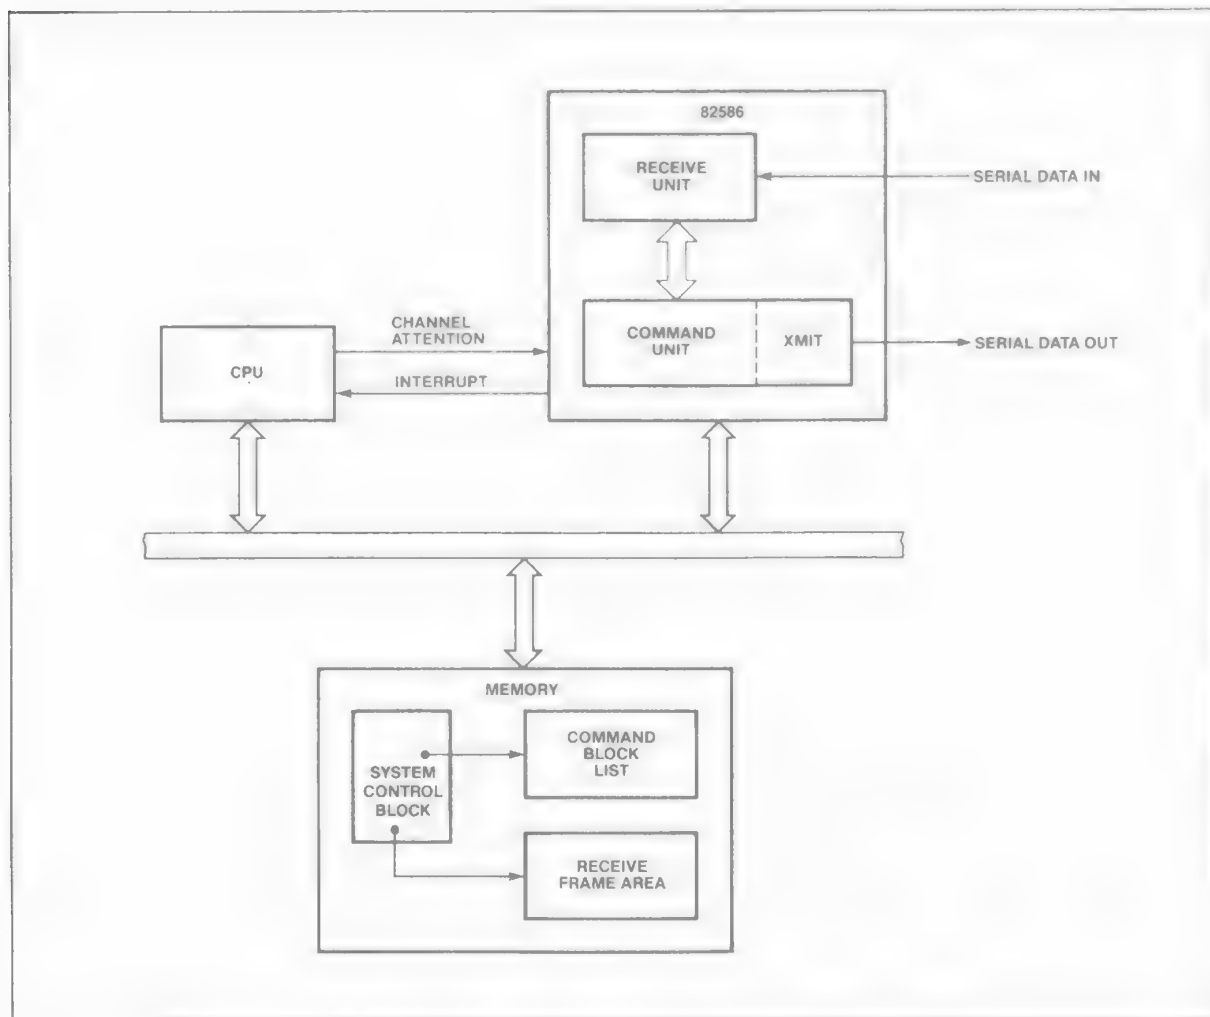 82586
RECEIVE
UNIT
SERIAL DATA IN
CHANNEL
ATTENTION
COMMAND
UNIT
XMIT
SERIAL DATA OUT
CPU
INTERRUPT
MEMORY
SYSTEM
CONTROL
BLOCK
COMMAND
BLOCK
LIST
RECEIVE
FRAME AREA